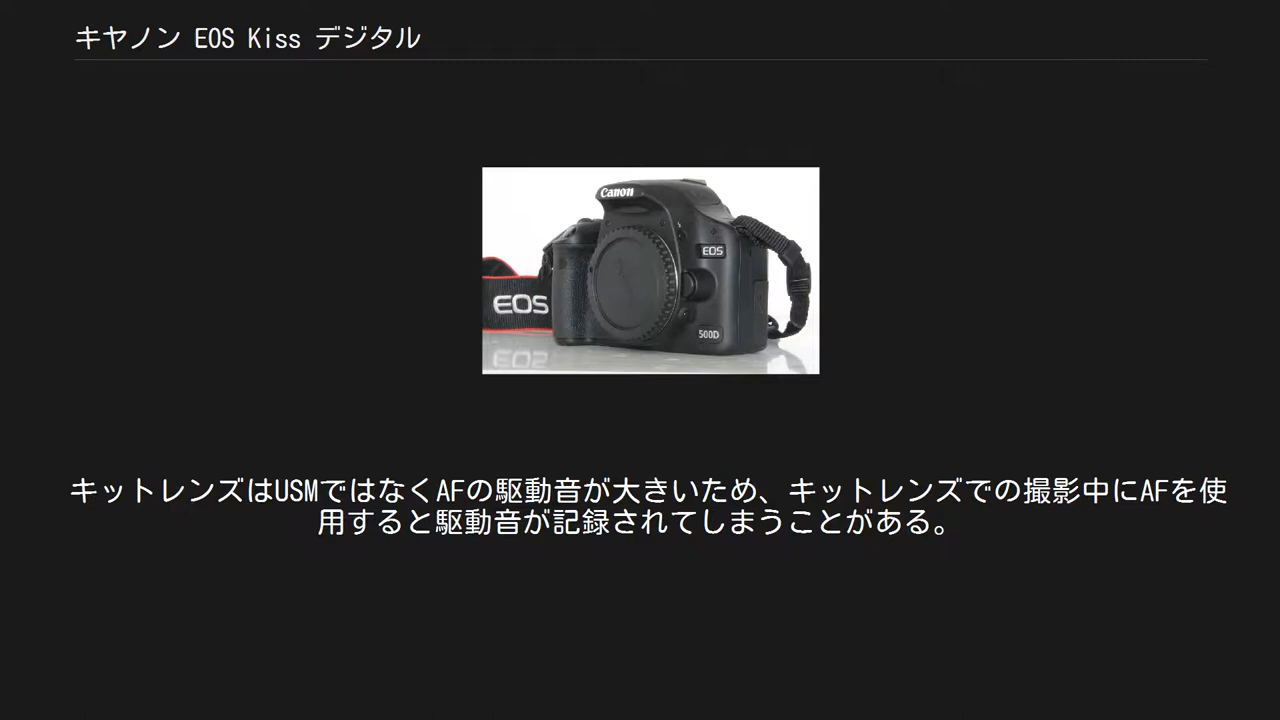 キヤノン EOS Kiss デジタル
Canon
EOS
EOS
500D
キットレンズはUSMではなくAFの駆動音が大きいため、キットレンズでの撮影中にAFを使
用すると駆動音が記録されてしまうことがある。